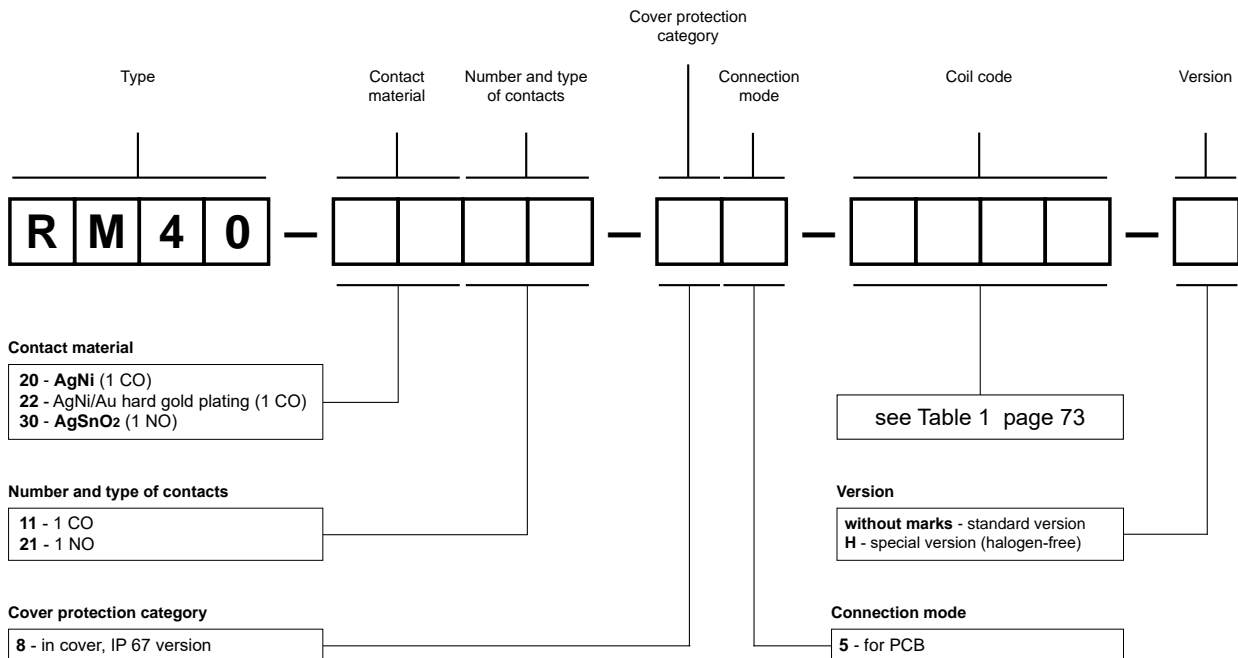 Cover protection
category
Type
Contact
material
Number and type
of contacts
Connection
mode
Coil code
Version
R M 4 0 – – – –
Contact material
20 - AgNi (1 CO)
22 - AgNi/Au hard gold plating (1 CO)
30 - AgSnO2 (1 NO)
see Table 1 page 73
Number and type of contacts
11 - 1 CO
21 - 1 NO
Version
without marks - standard version
H - special version (halogen-free)
Cover protection category
8 - in cover, IP 67 version
Connection mode
5 - for PCB